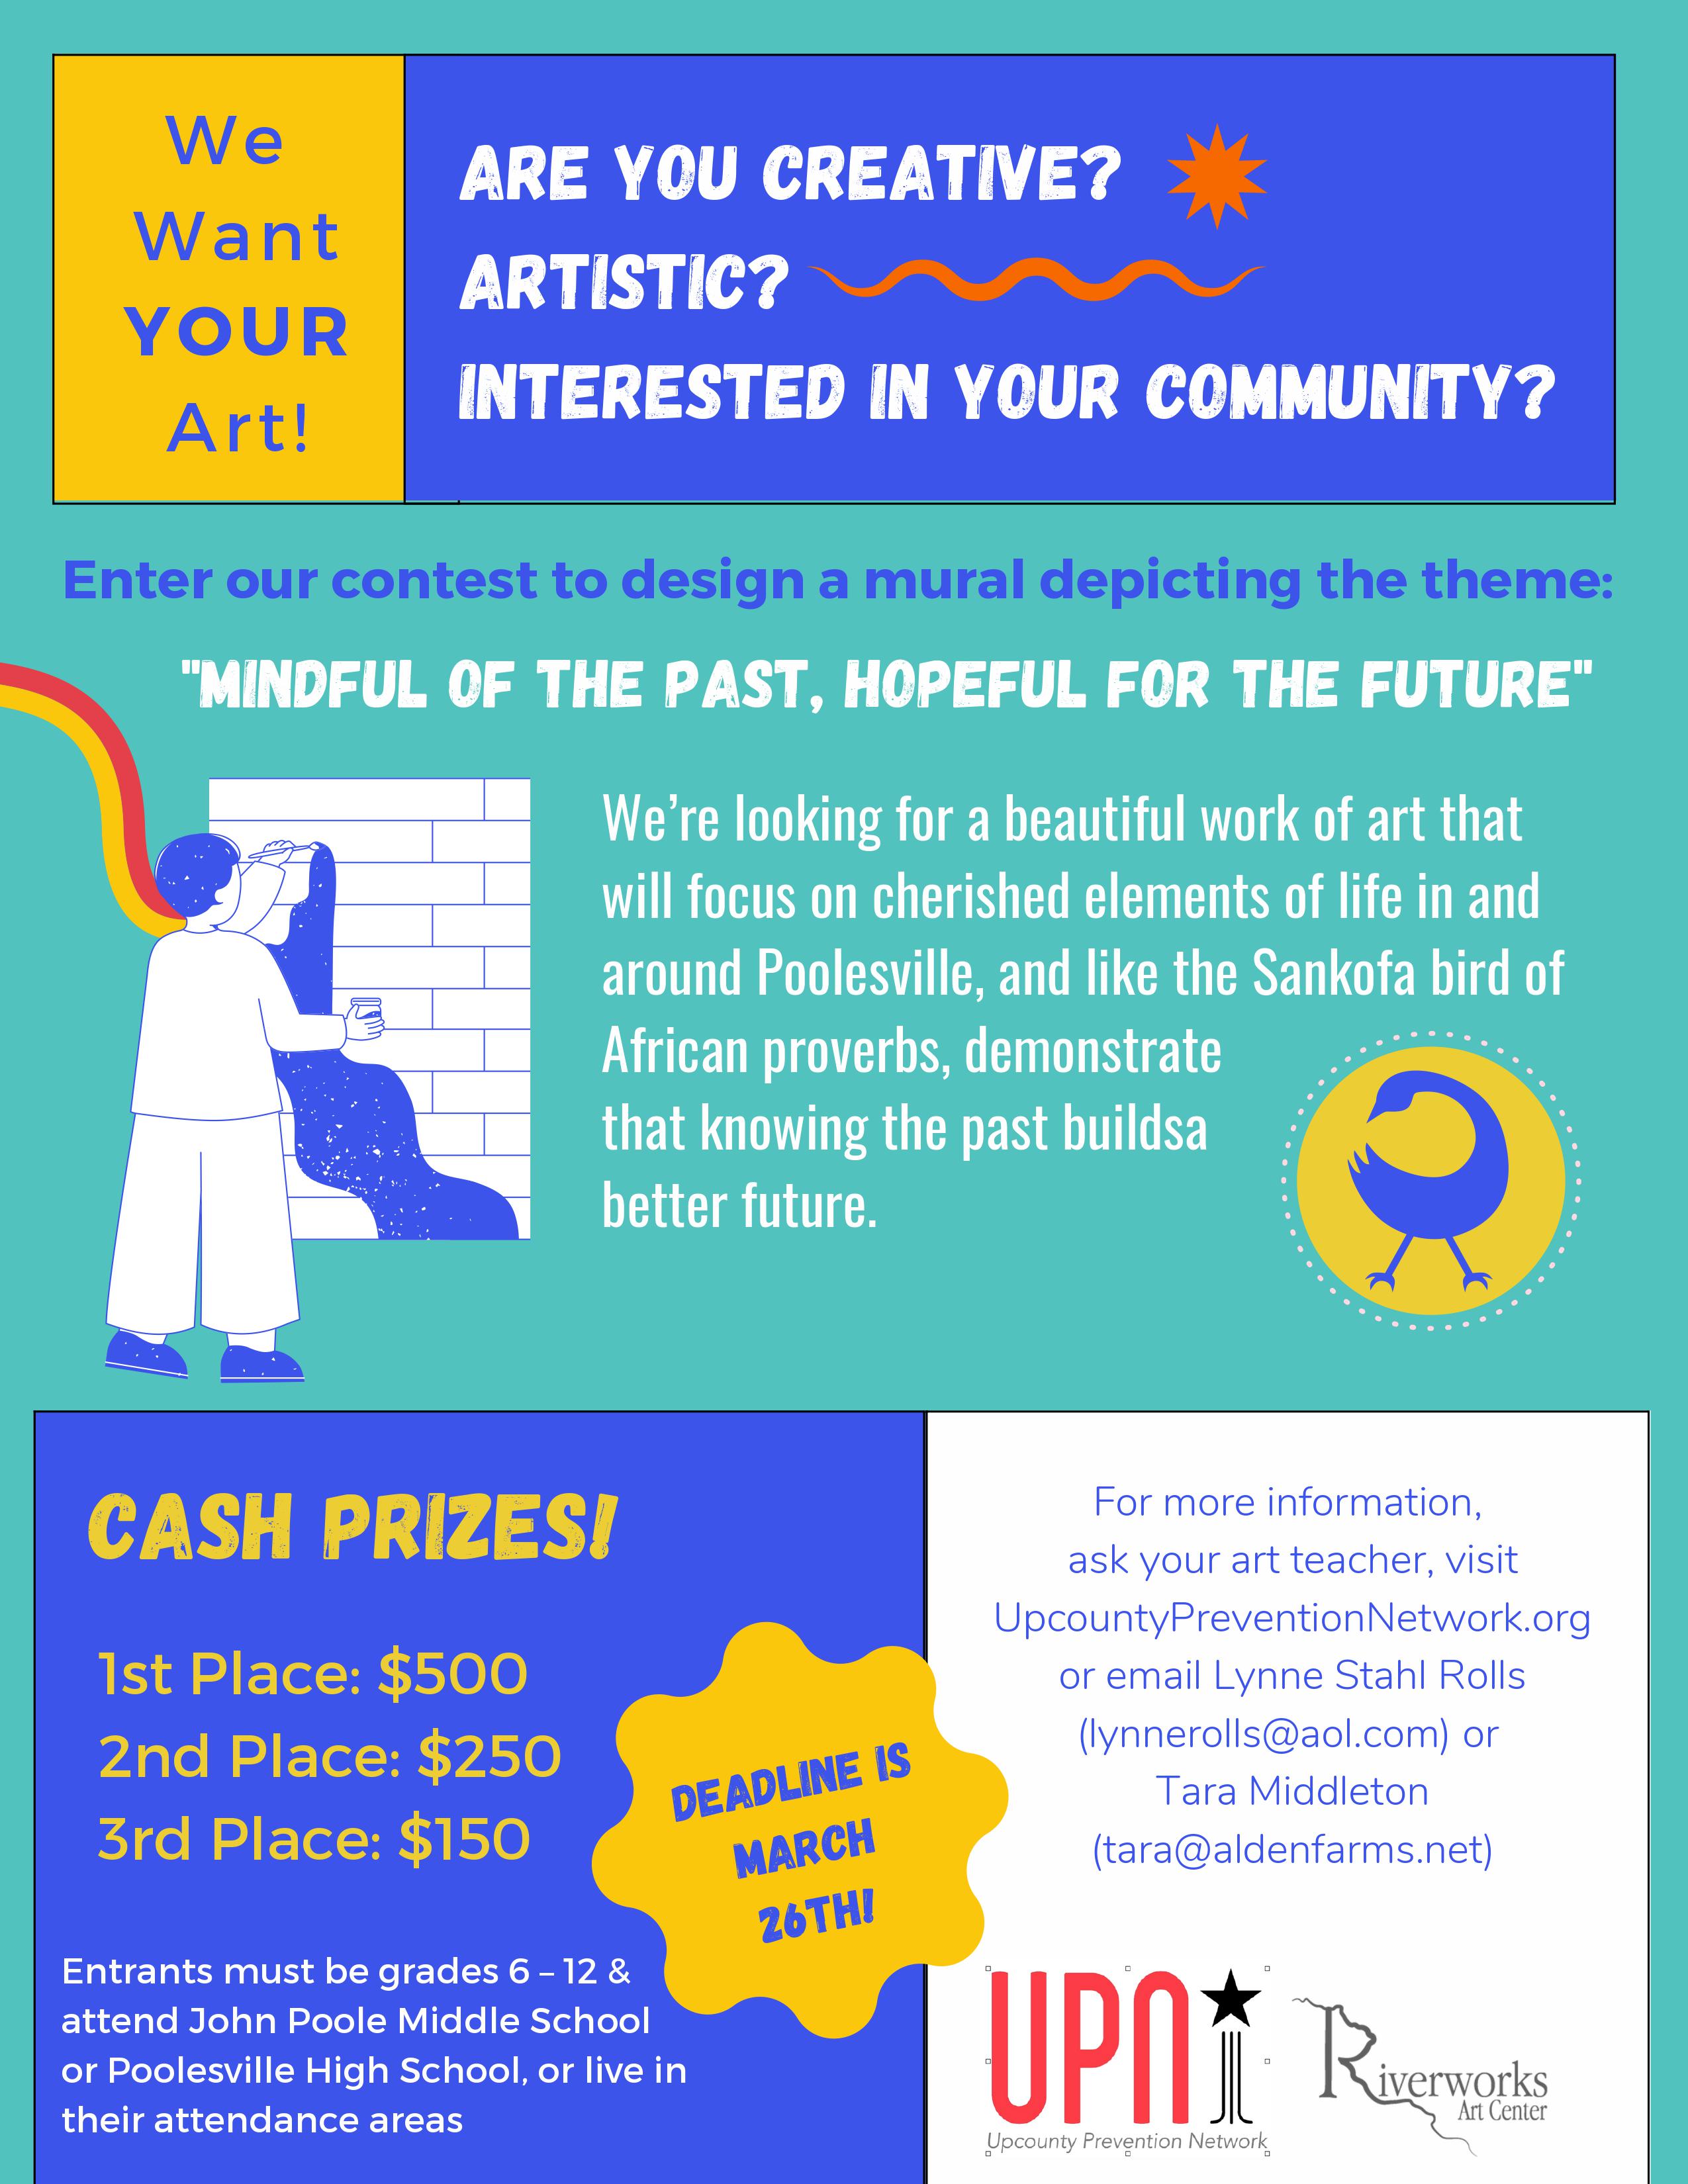 We
Want
YOUR
Art!
ARE YOU CREATIVE?
ARTISTIC?
INTERESTED IN YOUR COMMUNITY?
Enter our contest to design a mural depicting the theme:
"MINDFUL OF THE PAST, HOPEFUL FOR THE FUTURE"
We’re looking for a beautiful work of art that
will focus on cherished elements of life in and
around Poolesville, and like the Sankofa bird of
African proverbs, demonstrate
that knowing the past buildsa
better future.
CASH PRIZES!
1st Place: $500
2nd Place: $250
3rd Place: $150
DEADLINE IS
MARCH
26TH!
Entrants must be grades 6 – 12 &
attend John Poole Middle School
or Poolesville High School, or live in
their attendance areas
For more information,
ask your art teacher, visit
UpcountyPreventionNetwork.org
or email Lynne Stahl Rolls
(lynnerolls@aol.com) or
Tara Middleton
(tara@aldenfarms.net)
UPN
Upcounty Prevention Network
Riverworks
Art Center